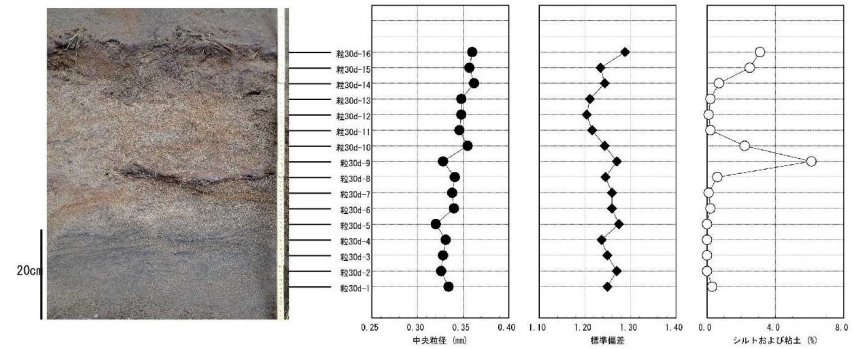 粒30d-16
粒30d-15
粒30d-14
粒30d-13
粒30d-12
粒30d-11
粒30d-10
粒30d-9
粒30d-8
粒30d-7
粒30d-6
粒30d-5
粒30d-4
粒30d-3
粒30d-2
粒30d-1
20cm
0.25 0.30 0.35 0.40
1.10 1.20 1.30 1.40
0.0 4.0 8.0
中央粒径 (mm)
標準偏差
シルトおよび粘土 (%)